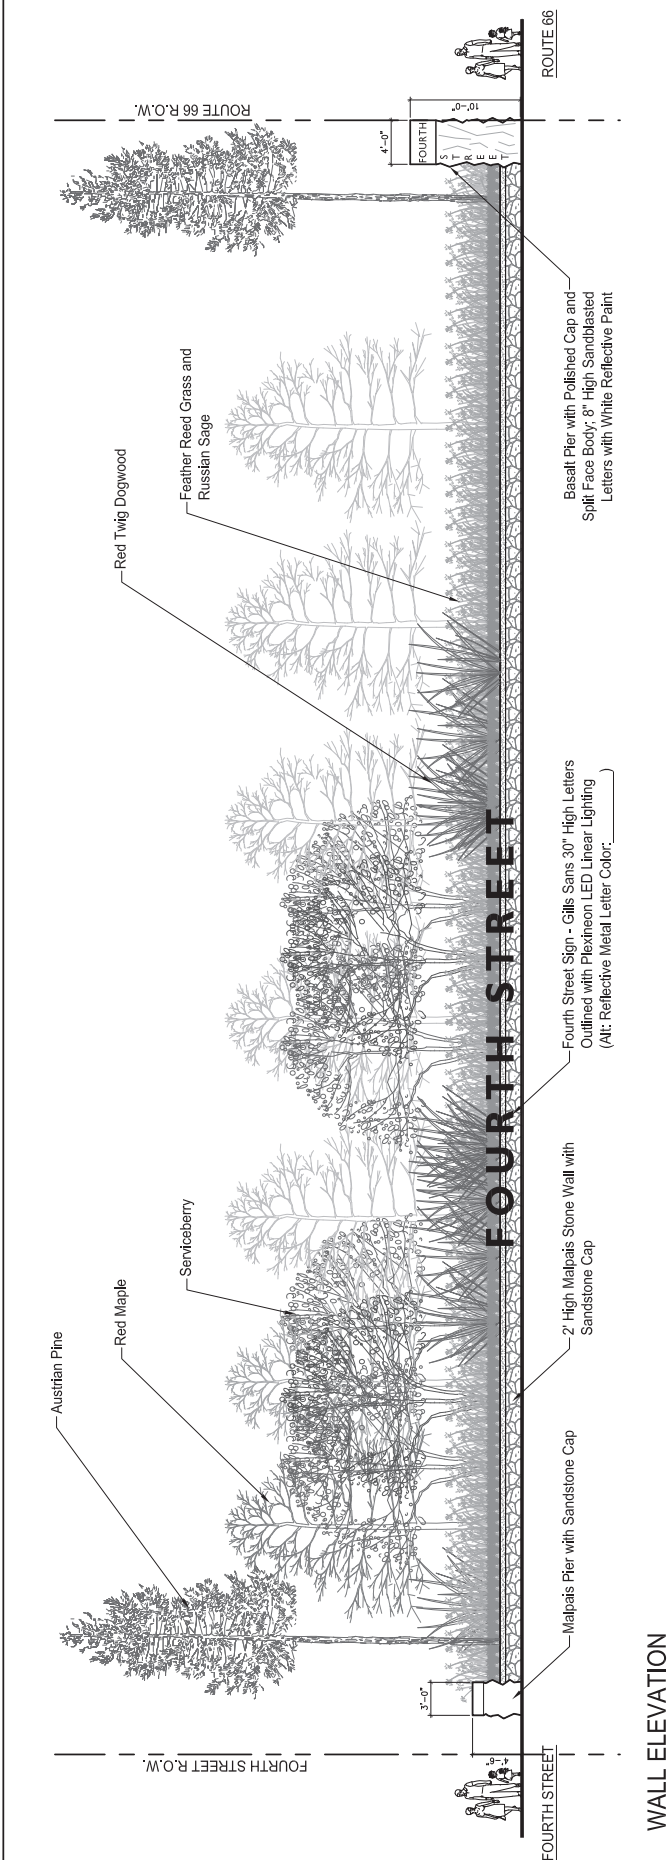 Austrian Pine
Red Maple
Serviceberry
Red Twig Dogwood
Feather Reed Grass and
Russian Sage
FOURTH STREET R.O.W.
ROUTE 66 R.O.W.
3'-0"
4'-6"
4'-0"
10'-0"
FOURTH
STREET
FOURTH STREET
FOURTH STREET
ROUTE 66
Malpais Pier with Sandstone Cap
2' High Malpais Stone Wall with
Sandstone Cap
Fourth Street Sign - Gills Sans 30" High Letters
Outlined with Plexineon LED Linear Lighting
(Alt: Reflective Metal Letter Color:________)
Basalt Pier with Polished Cap and
Split Face Body; 8" High Sandblasted
Letters with White Reflective Paint
WALL ELEVATION